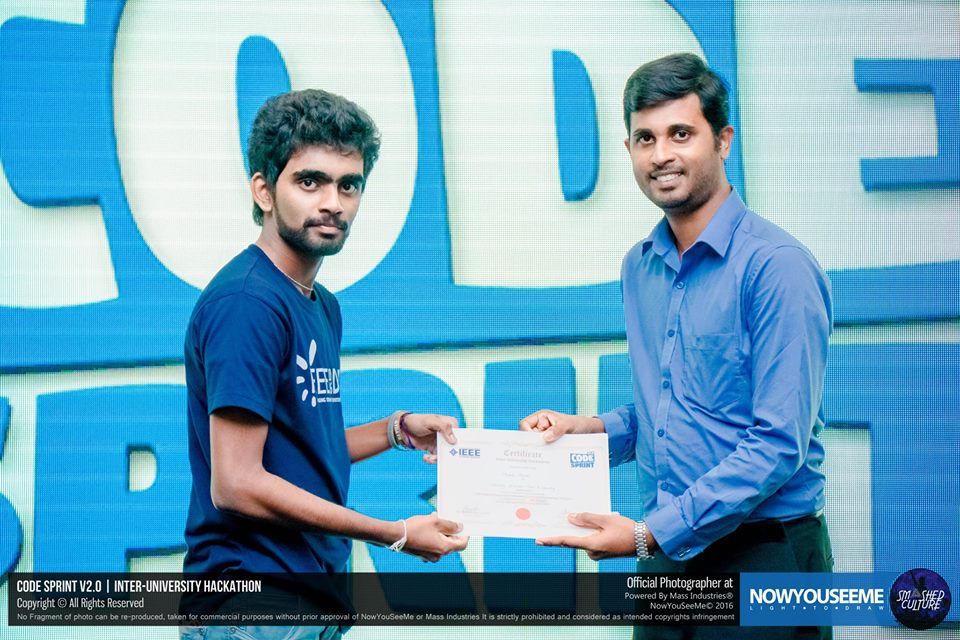 CODE
SPRINT
IEEE
Certificate
CODE
SPRINT
CODE SPRINT V2.0 | INTER-UNIVERSITY HACKATHON
Copyright © All Rights Reserved
Official Photographer at
Powered By Mass Industries®
NowYouSeeMe© 2016
NOWYOUSEEME
LIGHT•TO•DRAW
SMASHED
CULTURE
No Fragment of photo can be re-produced, taken for commercial purposes without prior approval of NowYouSeeMe or Mass Industries It is strictly prohibited and considered as intended copyrights infringement